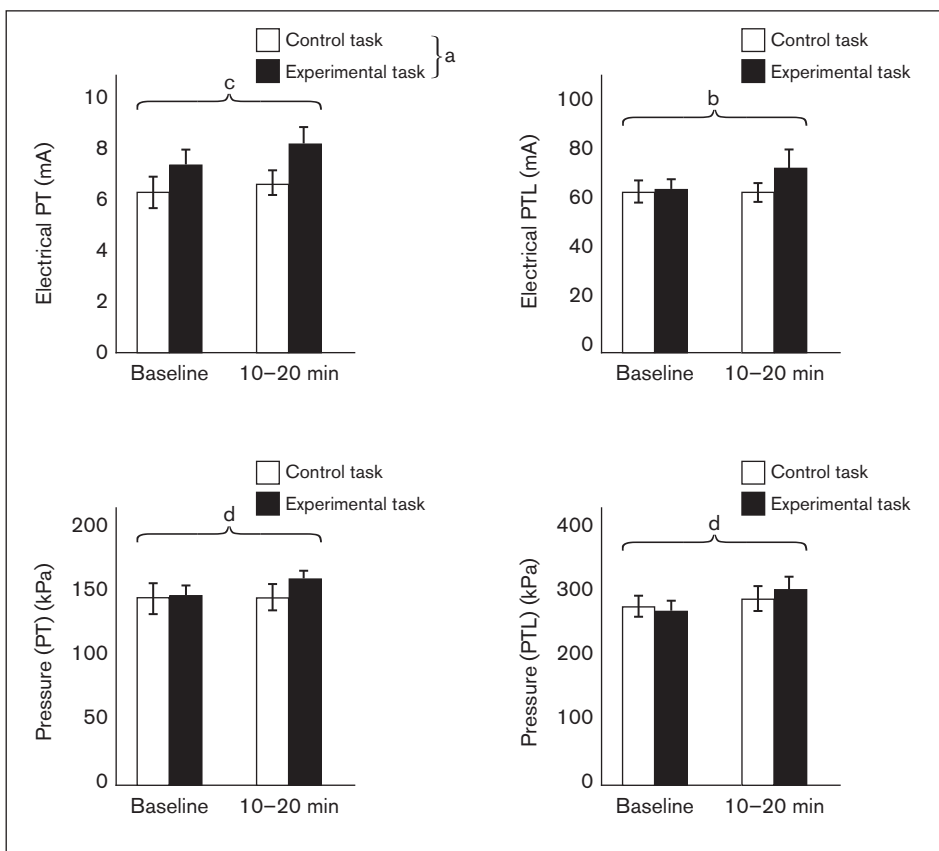 Control task
Experimental task
a
c
Electrical PT (mA)
10
8
6
4
2
0
Baseline
10–20 min
Control task
Experimental task
b
Electrical PTL (mA)
100
80
60
40
20
0
Baseline
10–20 min
Control task
Experimental task
d
Pressure (PT) (kPa)
200
150
100
50
0
Baseline
10–20 min
Control task
Experimental task
d
Pressure (PTL) (kPa)
400
300
200
100
0
Baseline
10–20 min